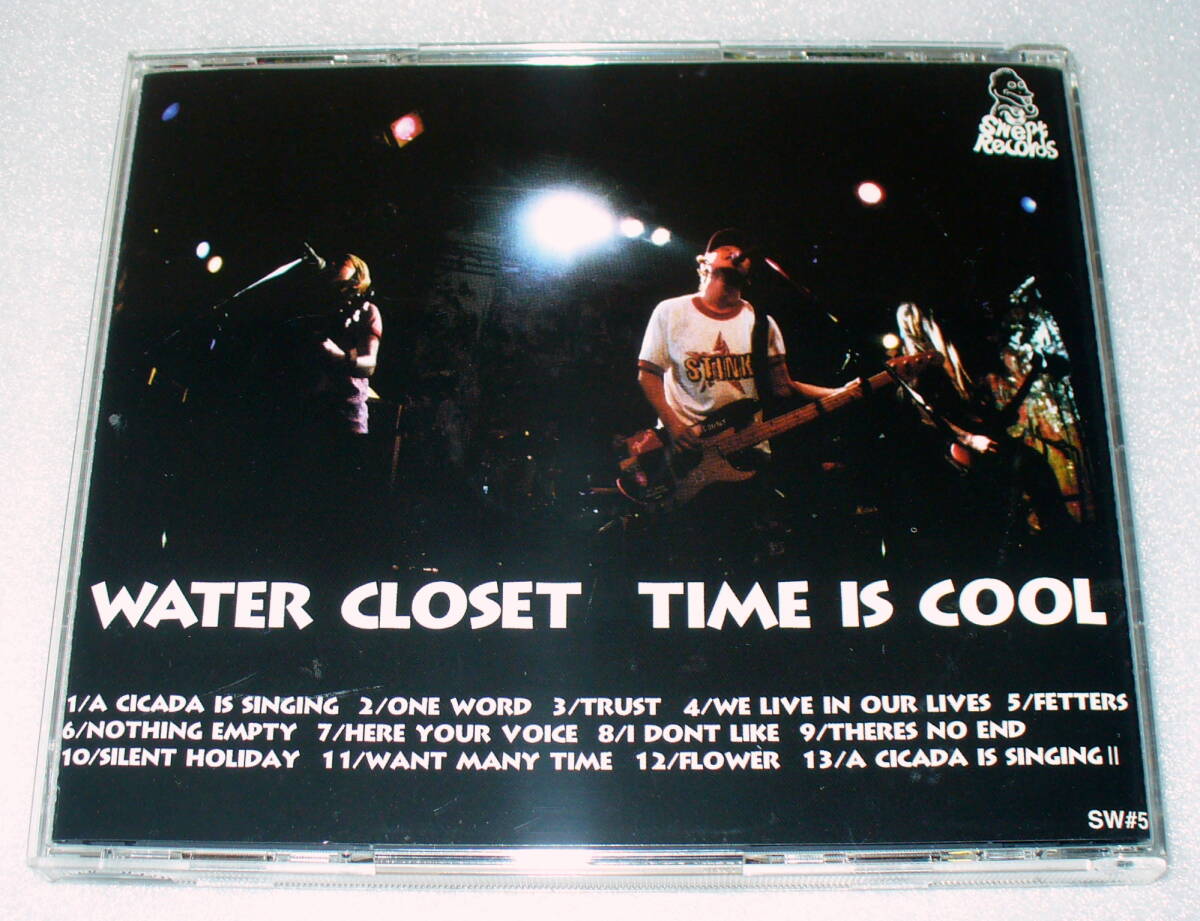 Swept
Records
STINK
WATER CLOSET TIME IS COOL
1/A CICADA IS SINGING 2/ONE WORD 3/TRUST 4/WE LIVE IN OUR LIVES 5/FETTERS
6/NOTHING EMPTY 7/HERE YOUR VOICE 8/I DONT LIKE 9/THERES NO END
10/SILENT HOLIDAY 11/WANT MANY TIME 12/FLOWER 13/A CICADA IS SINGING II
SW#5